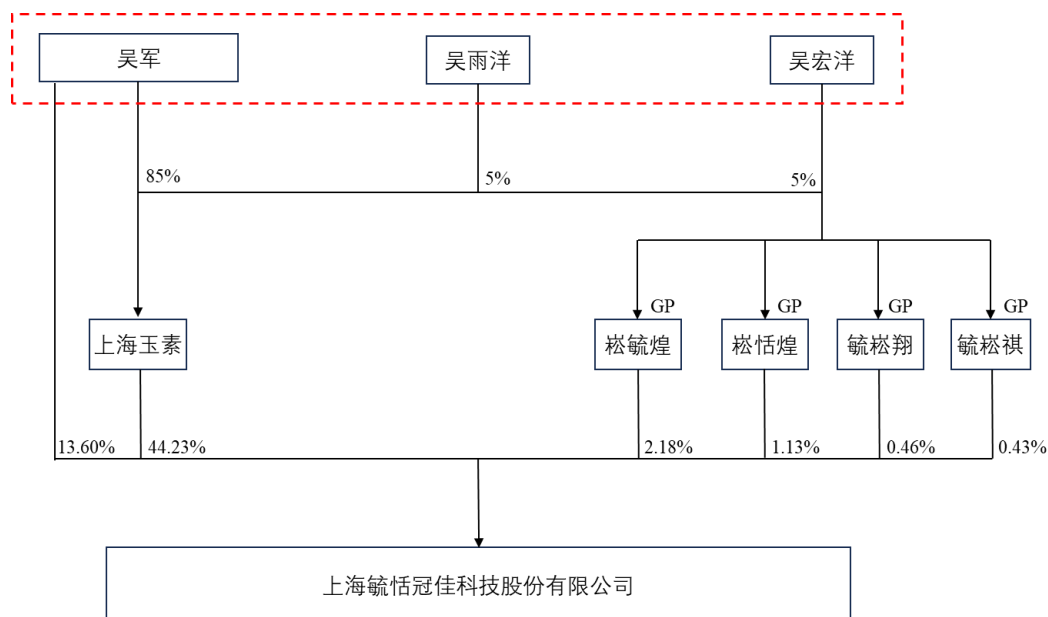 吴军
吴雨洋
吴宏洋
85%
5%
5%
GP
GP
GP
GP
上海玉素
崧毓煌
崧恬煌
毓崧翔
毓崧祺
13.60%
44.23%
2.18%
1.13%
0.46%
0.43%
上海毓恬冠佳科技股份有限公司